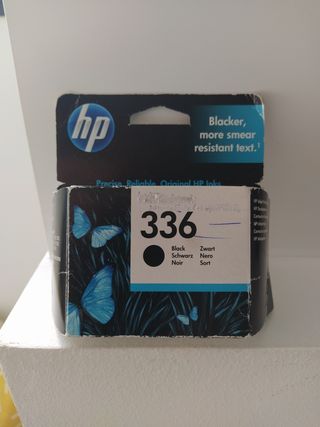 hp
Blacker,
more smear
resistant text.¹
Precise. Reliable. Original HP Inks.
336
Black Zwart
Schwarz Nero
Noir Sort